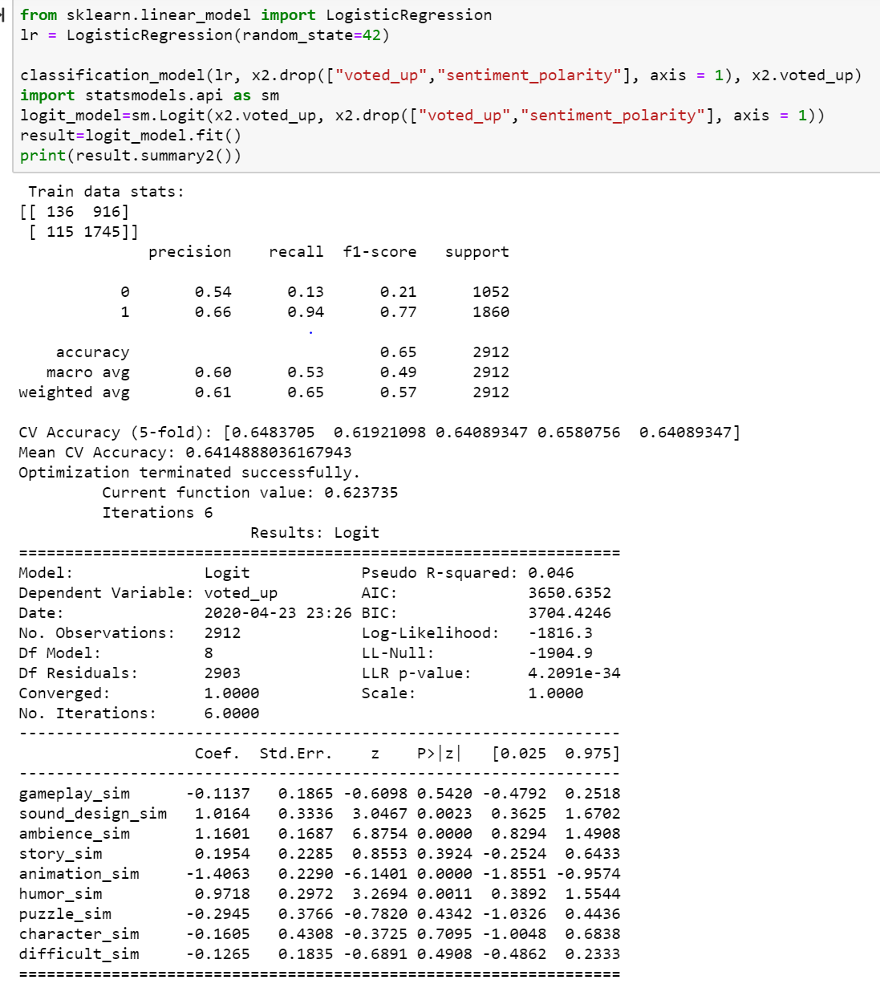 from sklearn.linear_model import LogisticRegression
lr = LogisticRegression(random_state=42)
classification_model(lr, x2.drop(["voted_up","sentiment_polarity"], axis = 1), x2.voted_up)
import statsmodels.api as sm
logit_model=sm.Logit(x2.voted_up, x2.drop(["voted_up","sentiment_polarity"], axis = 1))
result=logit_model.fit()
print(result.summary2())
Train data stats:
[[ 136  916]
 [ 115 1745]]
              precision    recall  f1-score   support
           0       0.54      0.13      0.21      1052
           1       0.66      0.94      0.77      1860
    accuracy                           0.65      2912
   macro avg       0.60      0.53      0.49      2912
weighted avg       0.61      0.65      0.57      2912
CV Accuracy (5-fold): [0.6483705  0.61921098 0.64089347 0.6580756  0.64089347]
Mean CV Accuracy: 0.6414888036167943
Optimization terminated successfully.
         Current function value: 0.623735
         Iterations 6
                         Results: Logit
=================================================================
Model:              Logit            Pseudo R-squared: 0.046
Dependent Variable: voted_up         AIC:              3650.6352
Date:               2020-04-23 23:26 BIC:              3704.4246
No. Observations:   2912             Log-Likelihood:   -1816.3
Df Model:           8                LL-Null:          -1904.9
Df Residuals:       2903             LLR p-value:      4.2091e-34
Converged:          1.0000           Scale:            1.0000
No. Iterations:     6.0000
-----------------------------------------------------------------
                   Coef.  Std.Err.    z    P>|z|   [0.025  0.975]
-----------------------------------------------------------------
gameplay_sim      -0.1137   0.1865 -0.6098 0.5420 -0.4792  0.2518
sound_design_sim   1.0164   0.3336  3.0467 0.0023  0.3625  1.6702
ambience_sim       1.1601   0.1687  6.8754 0.0000  0.8294  1.4908
story_sim          0.1954   0.2285  0.8553 0.3924 -0.2524  0.6433
animation_sim     -1.4063   0.2290 -6.1401 0.0000 -1.8551 -0.9574
humor_sim          0.9718   0.2972  3.2694 0.0011  0.3892  1.5544
puzzle_sim        -0.2945   0.3766 -0.7820 0.4342 -1.0326  0.4436
character_sim     -0.1605   0.4308 -0.3725 0.7095 -1.0048  0.6838
difficult_sim     -0.1265   0.1835 -0.6891 0.4908 -0.4862  0.2333
=================================================================